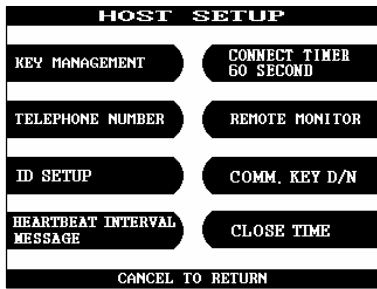 HOST SETUP
KEY MANAGEMENT
CONNECT TIMER
60 SECOND
TELEPHONE NUMBER
REMOTE MONITOR
ID SETUP
COMM. KEY D/N
HEARTBEAT INTERVAL
MESSAGE
CLOSE TIME
CANCEL TO RETURN